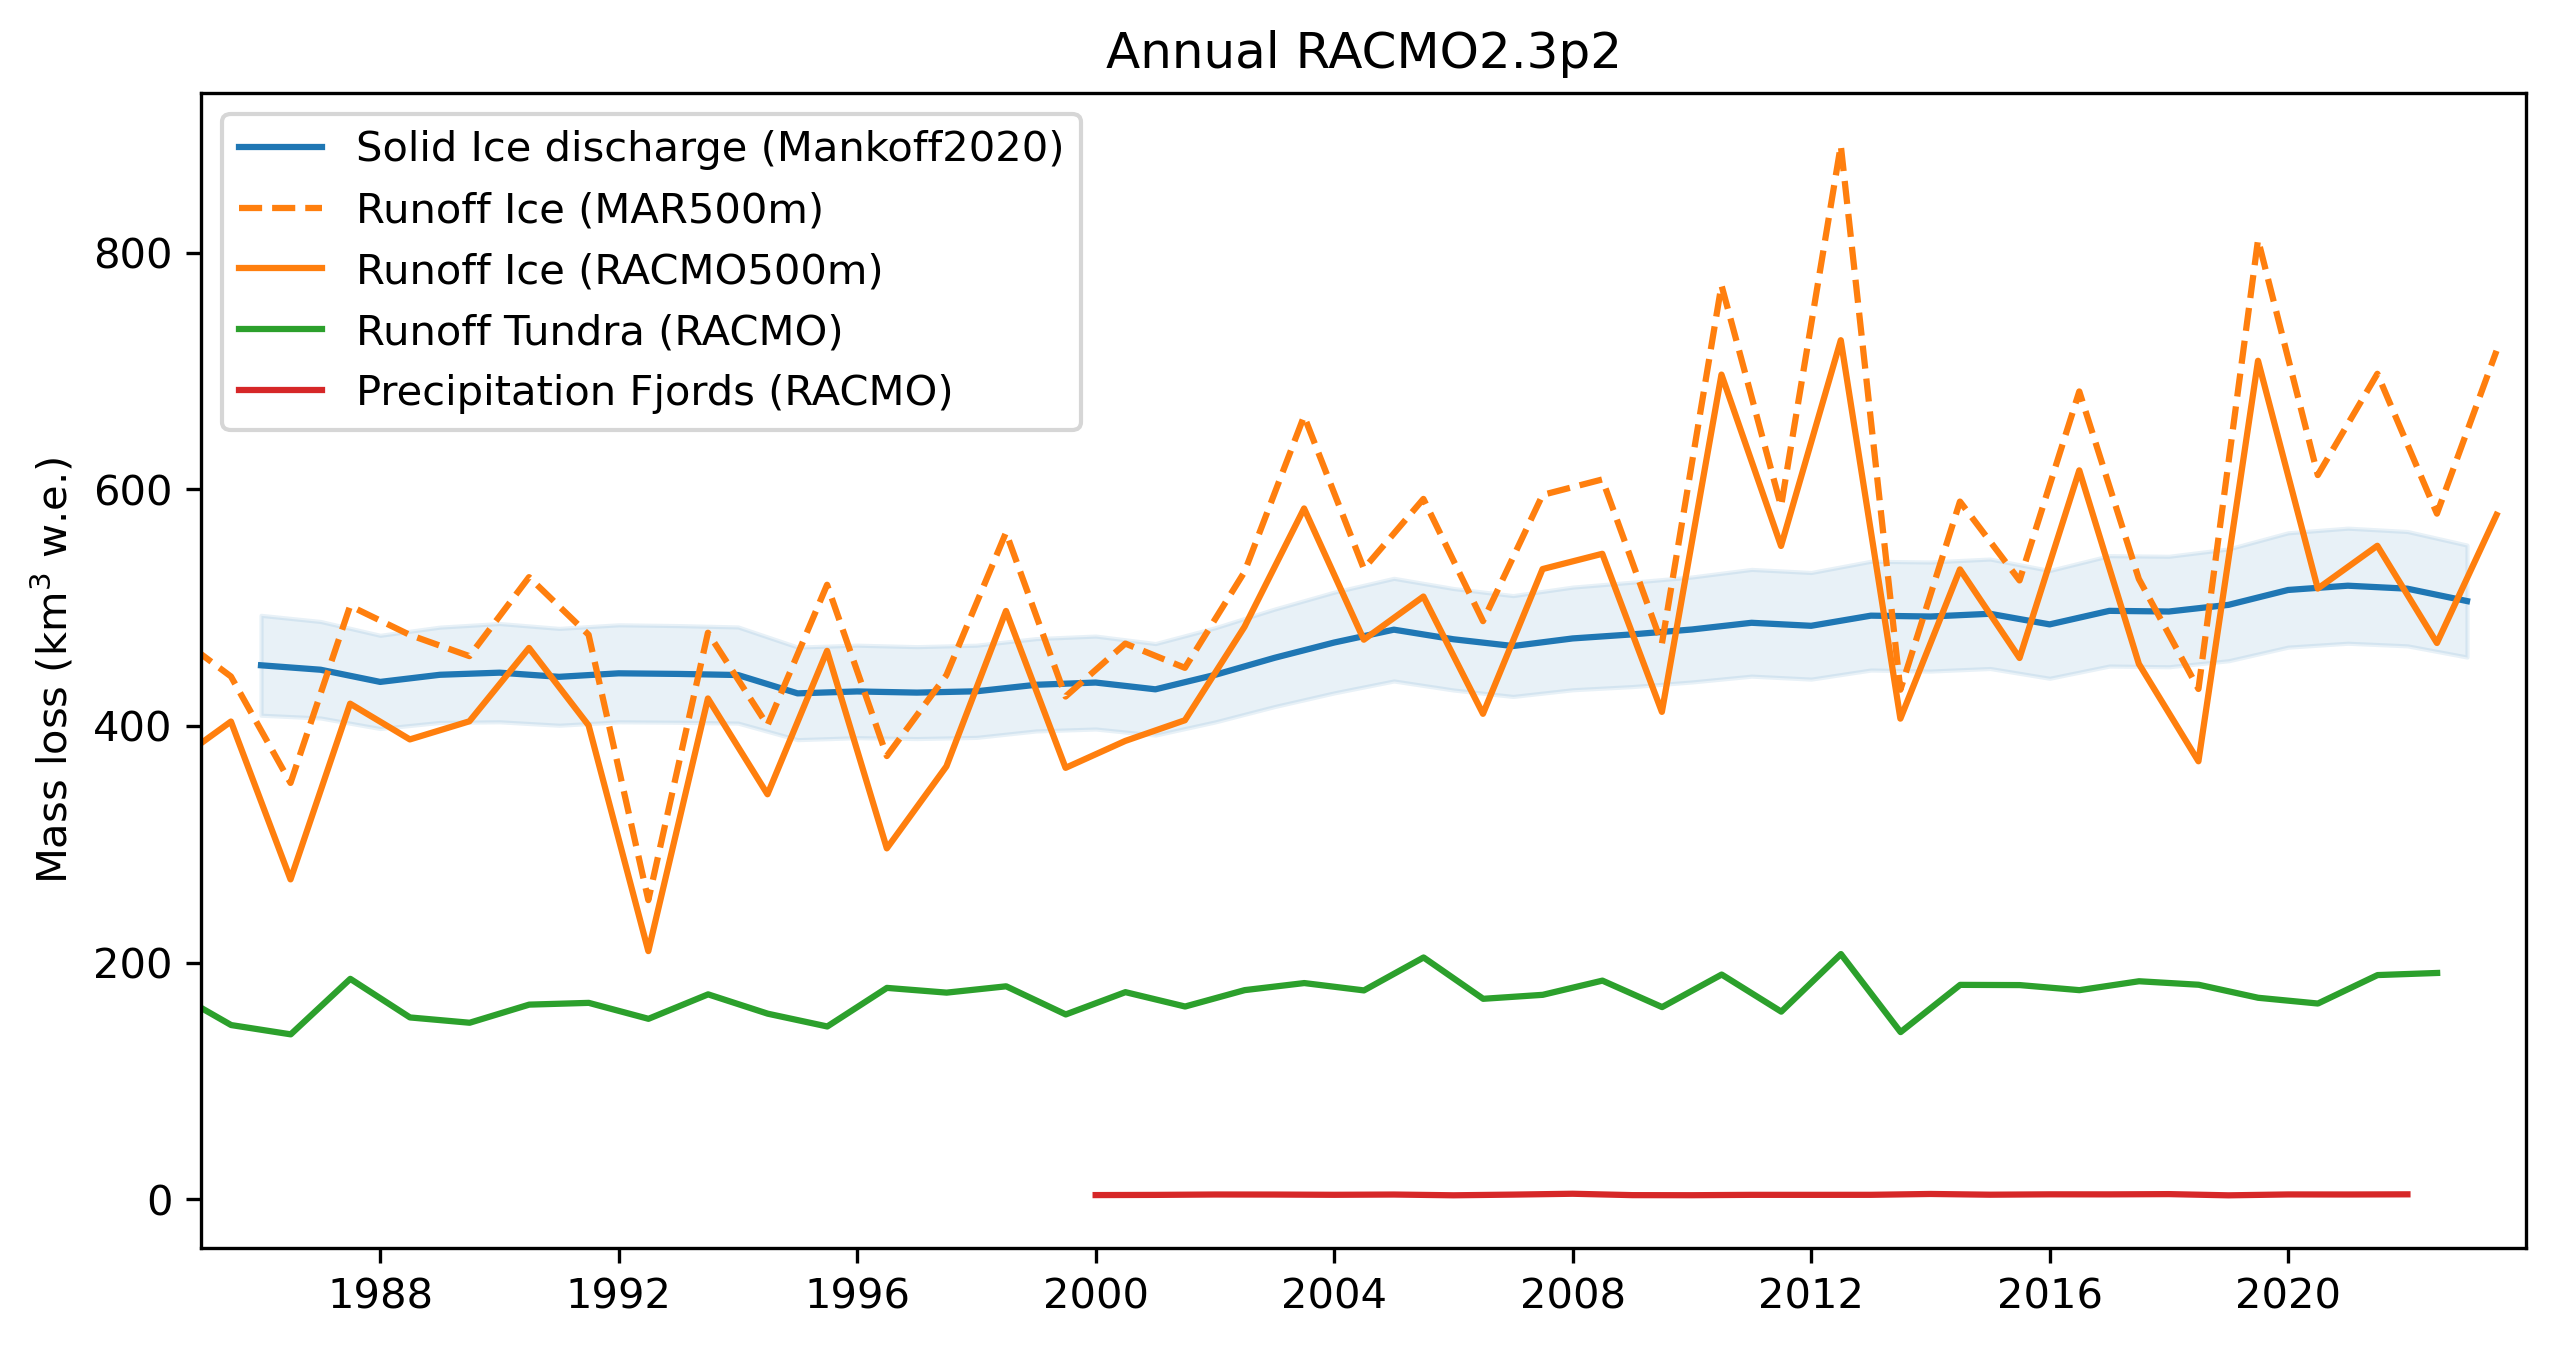 Annual RACMO2.3p2
Solid Ice discharge (Mankoff2020)
Runoff Ice (MAR500m)
Runoff Ice (RACMO500m)
Runoff Tundra (RACMO)
Precipitation Fjords (RACMO)
Mass loss (km³ w.e.)
800
600
400
200
0
1988 1992 1996 2000 2004 2008 2012 2016 2020